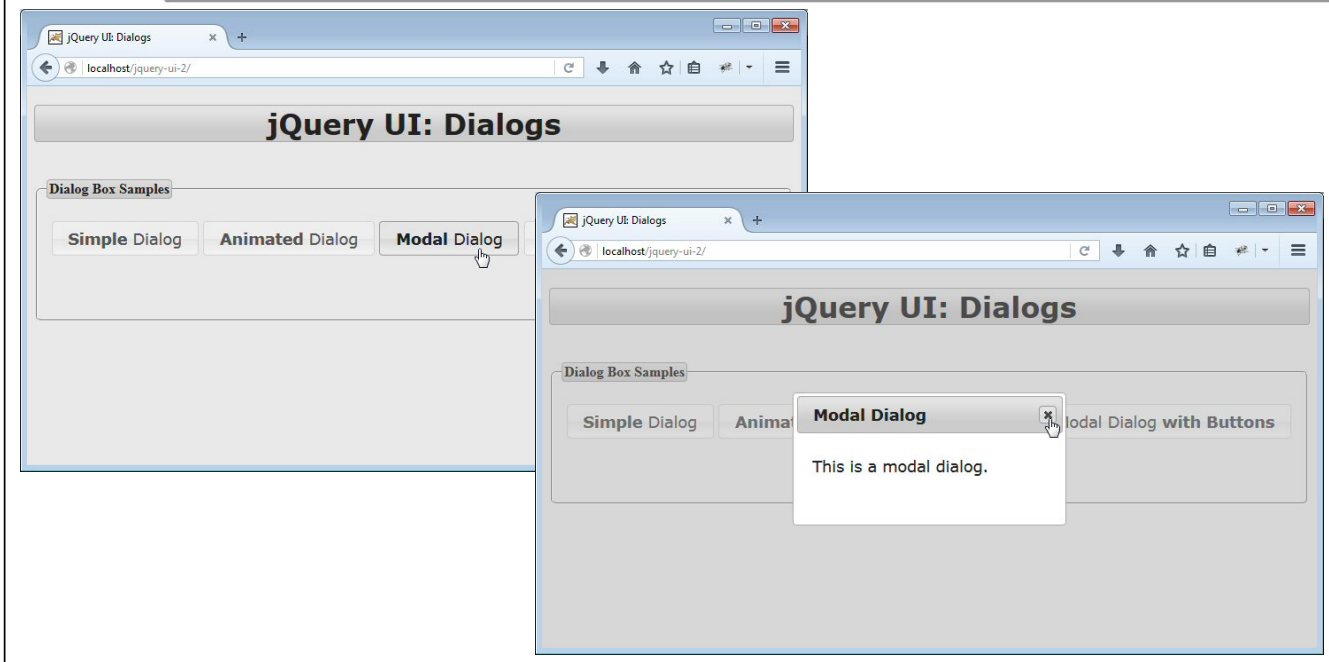 jQuery UI: Dialogs
localhost/jquery-ui-2/
jQuery UI: Dialogs
Dialog Box Samples
Simple Dialog
Animated Dialog
Modal Dialog
jQuery UI: Dialogs
localhost/jquery-ui-2/
jQuery UI: Dialogs
Dialog Box Samples
Simple Dialog
Animat
odal Dialog with Buttons
Modal Dialog
This is a modal dialog.